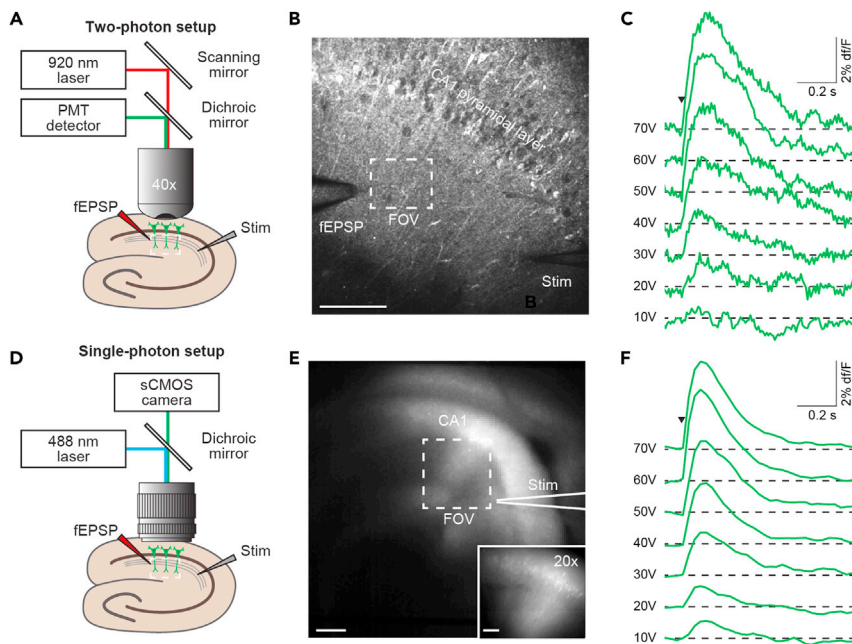 A
Two-photon setup
920 nm
laser
Scanning
mirror
PMT
detector
Dichroic
mirror
40x
fEPSP
Stim
B
CA1 pyramidal layer
fEPSP
FOV
Stim
B
C
2% df/F
0.2 s
70V
60V
50V
40V
30V
20V
10V
D
Single-photon setup
sCMOS
camera
488 nm
laser
Dichroic
mirror
fEPSP
Stim
E
CA1
Stim
FOV
20x
F
2% df/F
0.2 s
70V
60V
50V
40V
30V
20V
10V